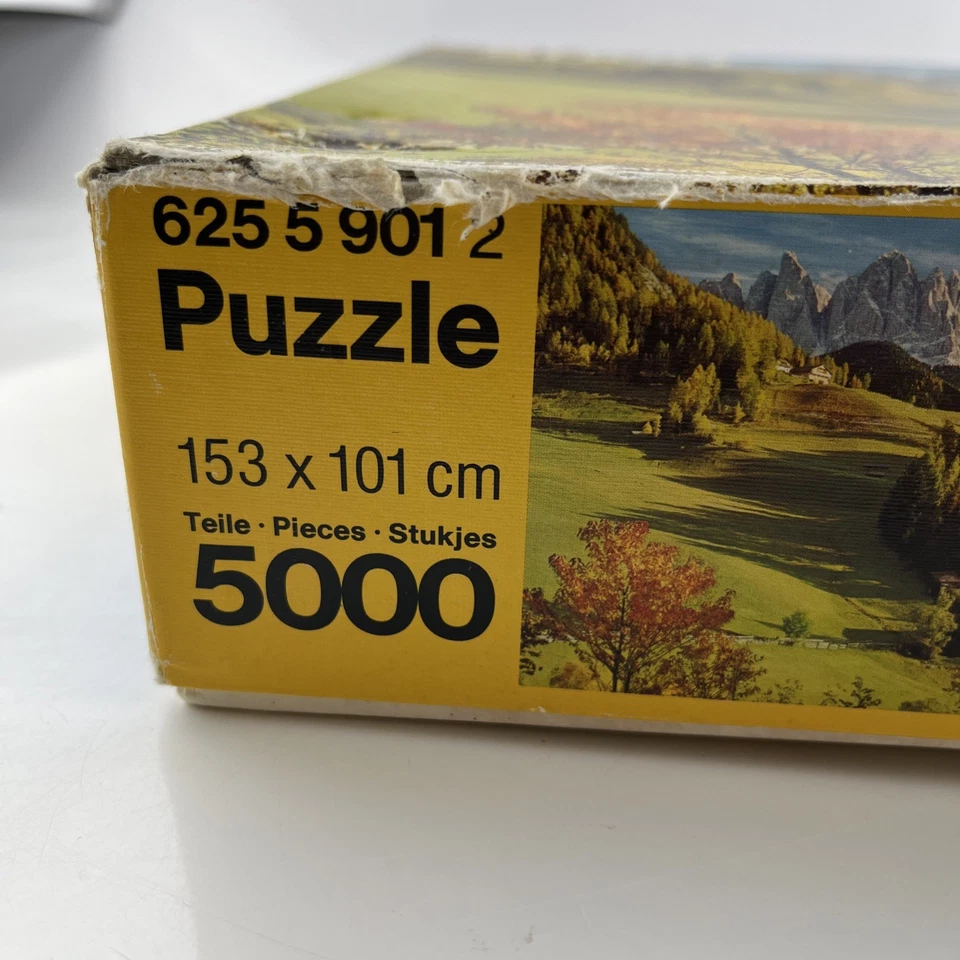 625 5 901 2
Puzzle
153 x 101 cm
Teile · Pieces · Stukjes
5000